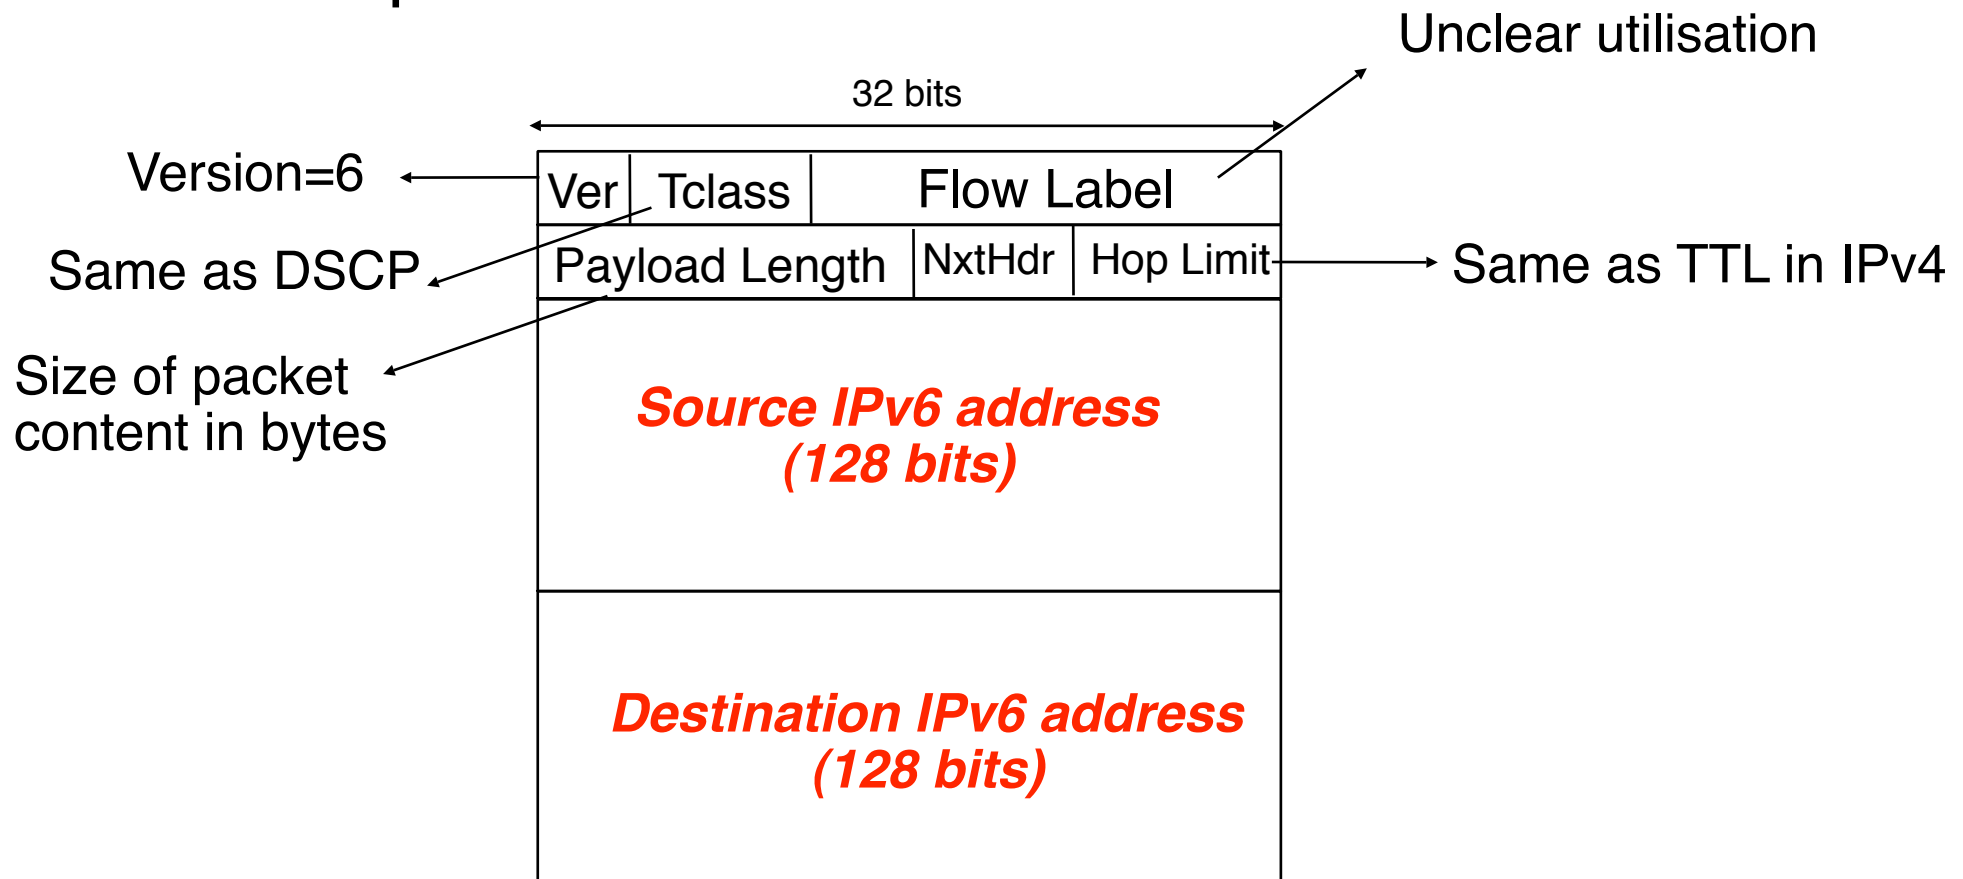 Unclear utilisation
32 bits
Version=6
Ver Tclass Flow Label
Same as DSCP
Payload Length NxtHdr Hop Limit
Same as TTL in IPv4
Size of packet
content in bytes
Source IPv6 address
(128 bits)
Destination IPv6 address
(128 bits)